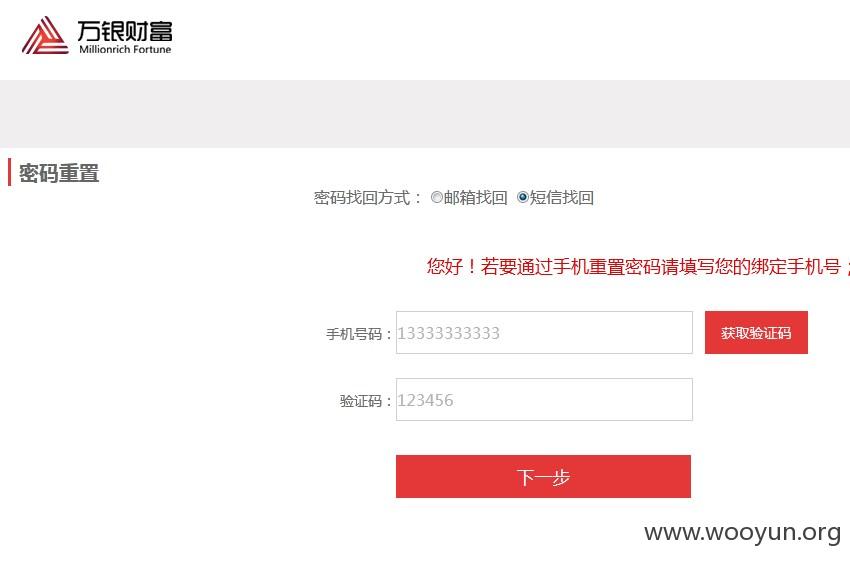 万银财富
Millionrich Fortune
密码重置
密码找回方式： 邮箱找回 短信找回
您好！若要通过手机重置密码请填写您的绑定手机号；
手机号码：13333333333 获取验证码
验证码：123456
下一步
www.wooyun.org